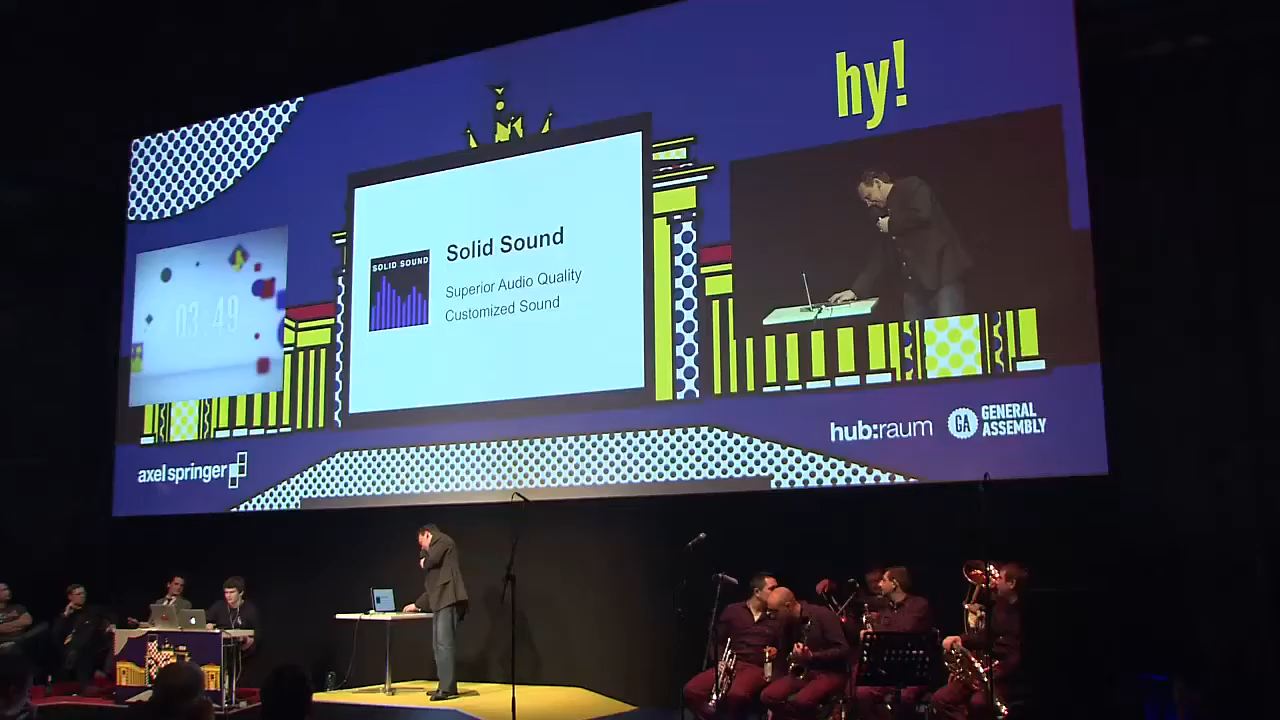 hy!
03:49
SOLID SOUND
Solid Sound
Superior Audio Quality
Customized Sound
hub:raum
GA
GENERAL
ASSEMBLY
axel springer